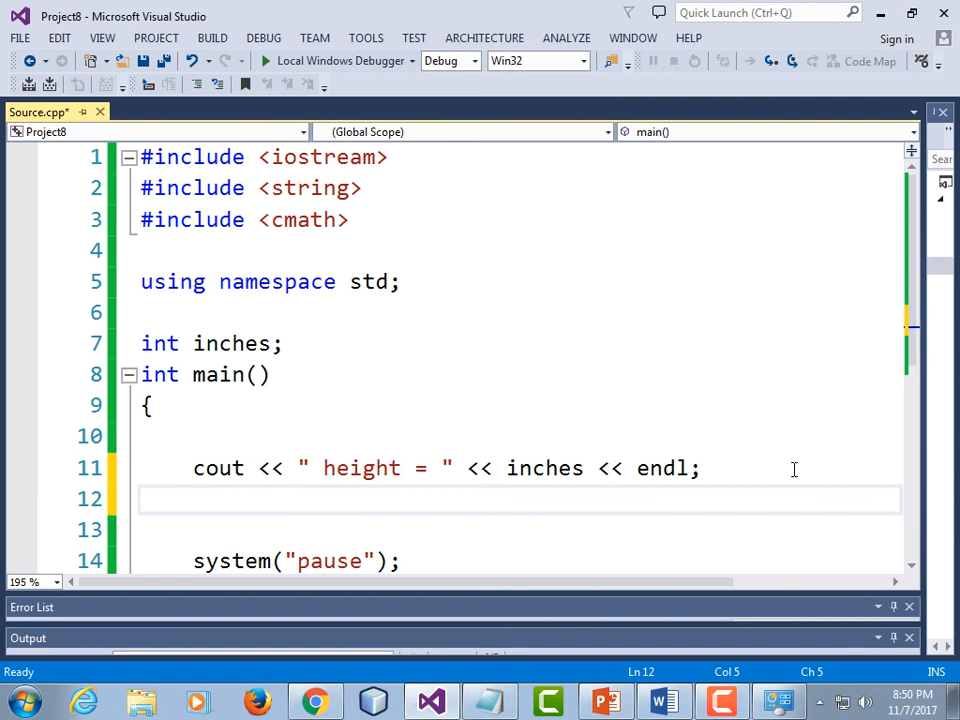 Project8 - Microsoft Visual Studio
Quick Launch (Ctrl+Q)
FILE EDIT VIEW PROJECT BUILD DEBUG TEAM TOOLS TEST ARCHITECTURE ANALYZE WINDOW HELP Sign in
Local Windows Debugger Debug Win32 Code Map
Source.cpp*
Project8 (Global Scope) main()
Sear
1 #include <iostream>
2 #include <string>
3 #include <cmath>
4
5 using namespace std;
6
7 int inches;
8 int main()
9 {
10
11 cout << " height = " << inches << endl;
12
13
14 system("pause");
195 %
Error List
Output
Ready Ln 12 Col 5 Ch 5 INS
8:50 PM
11/7/2017